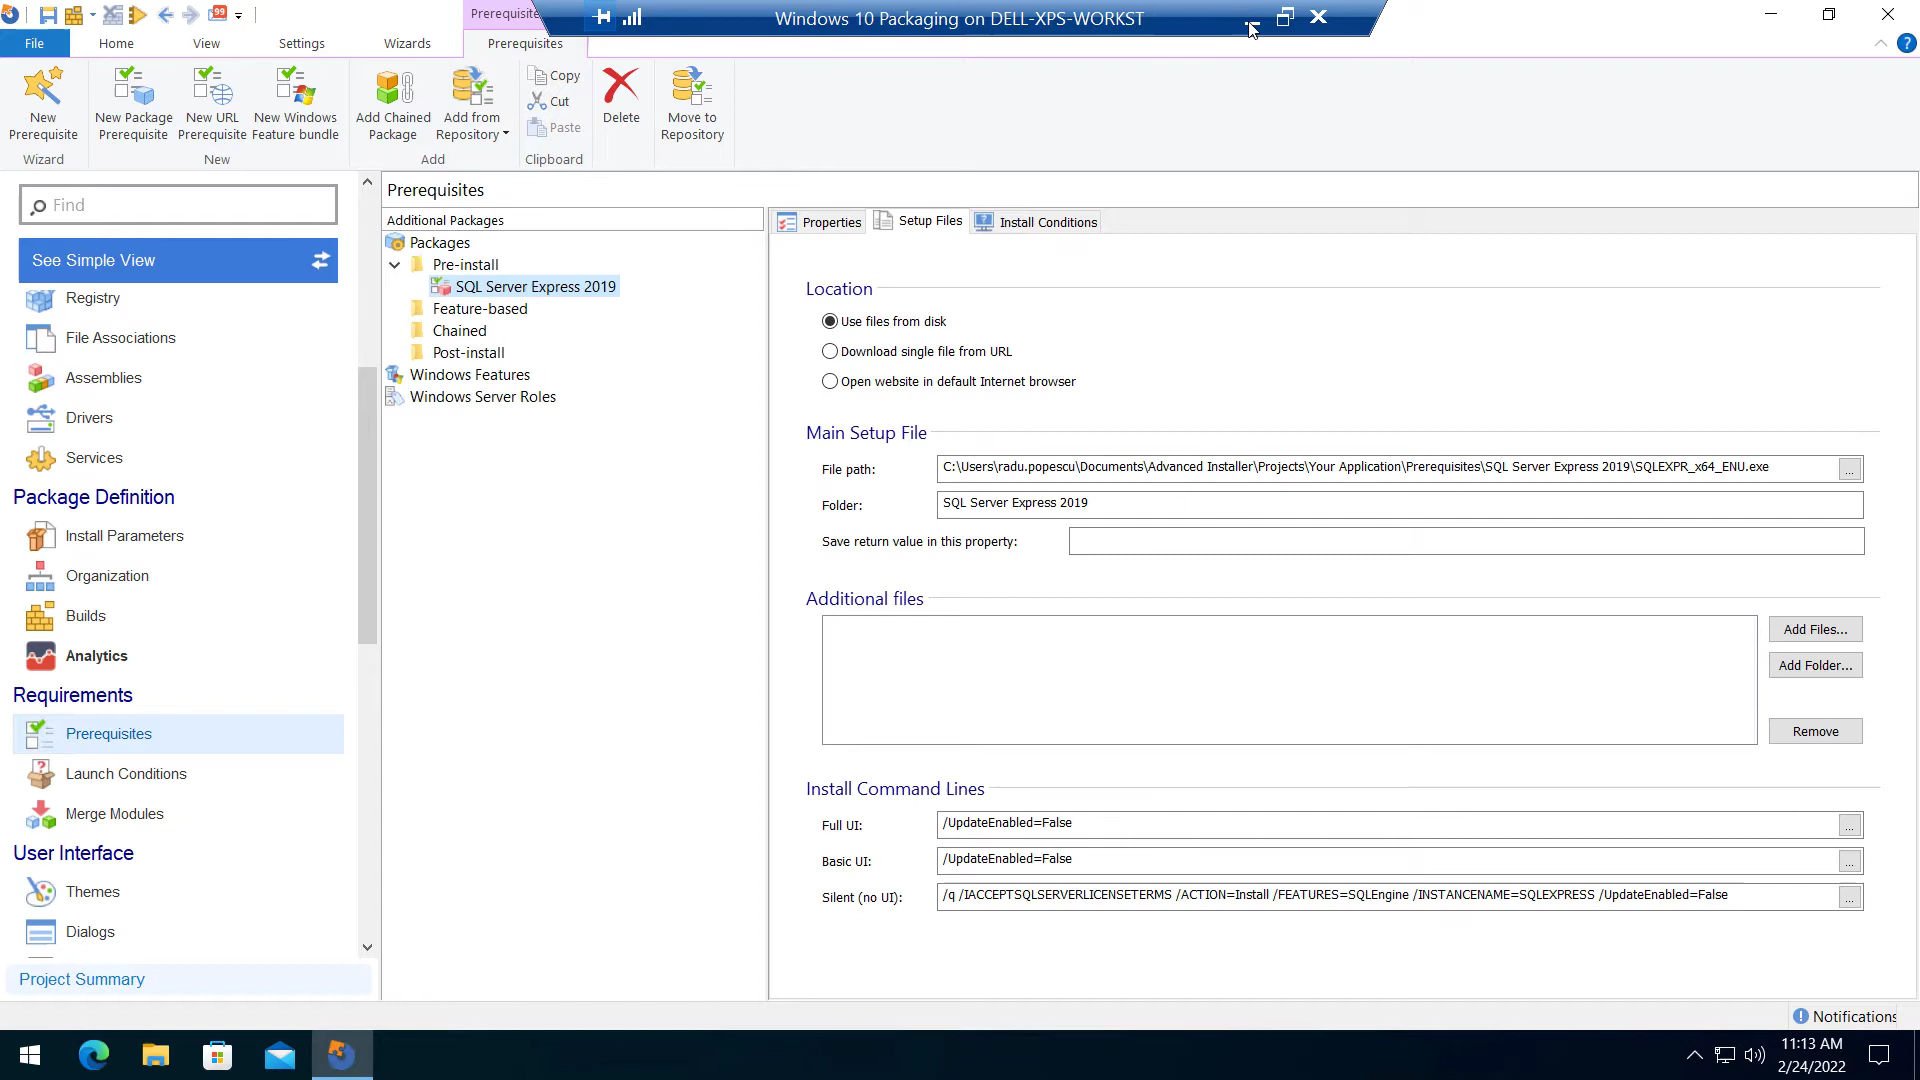 Prerequisite
Windows 10 Packaging on DELL-XPS-WORKST
99
File
Home
View
Settings
Wizards
Prerequisites
?
New
Prerequisite
New Package
Prerequisite
New URL
Prerequisite
New Windows
Feature bundle
Add Chained
Package
Add from
Repository
Copy
Cut
Paste
Delete
Move to
Repository
Wizard
New
Add
Clipboard
Find
See Simple View
Registry
File Associations
Assemblies
Drivers
Services
Package Definition
Install Parameters
Organization
Builds
Analytics
Requirements
Prerequisites
Launch Conditions
Merge Modules
User Interface
Themes
Dialogs
Project Summary
Prerequisites
Additional Packages
Packages
Pre-install
SQL Server Express 2019
Feature-based
Chained
Post-install
Windows Features
Windows Server Roles
Properties
Setup Files
Install Conditions
Location
Use files from disk
Download single file from URL
Open website in default Internet browser
Main Setup File
File path:
C:\Users\radu.popescu\Documents\Advanced Installer\Projects\Your Application\Prerequisites\SQL Server Express 2019\SQLEXPR_x64_ENU.exe
...
Folder:
SQL Server Express 2019
Save return value in this property:
Additional files
Add Files...
Add Folder...
Remove
Install Command Lines
Full UI:
/UpdateEnabled=False
...
Basic UI:
/UpdateEnabled=False
...
Silent (no UI):
/q /IACCEPTSQLSERVERLICENSETERMS /ACTION=Install /FEATURES=SQLEngine /INSTANCENAME=SQLEXPRESS /UpdateEnabled=False
...
Notifications
11:13 AM
2/24/2022